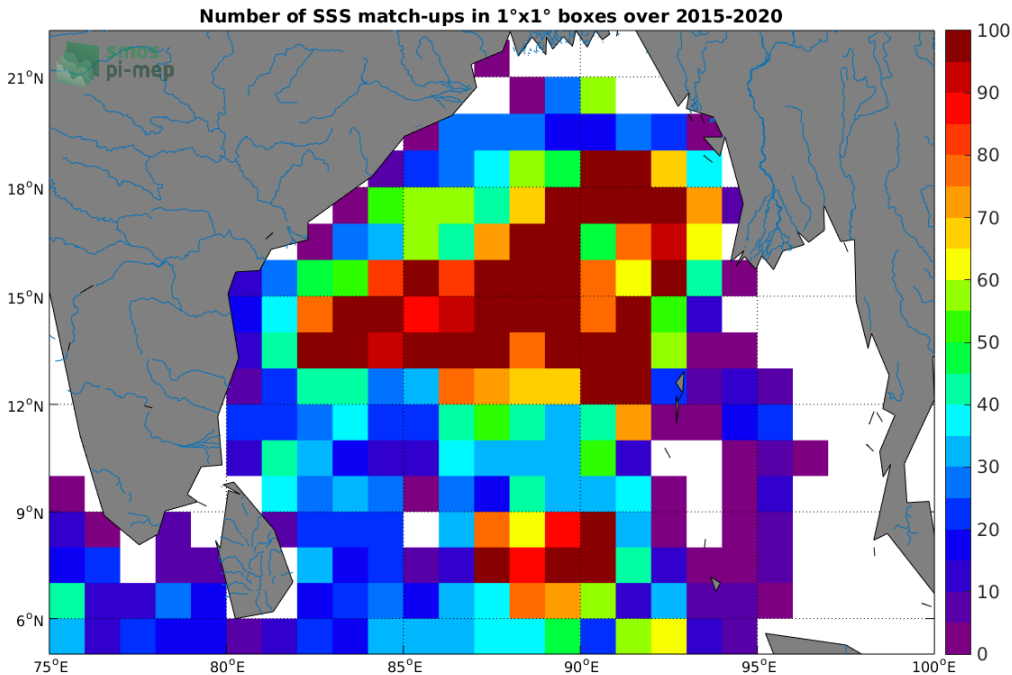 Number of SSS match-ups in 1°x1° boxes over 2015-2020
smos
pi-mep
21°N
18°N
15°N
12°N
9°N
6°N
75°E
80°E
85°E
90°E
95°E
100°E
100
90
80
70
60
50
40
30
20
10
0